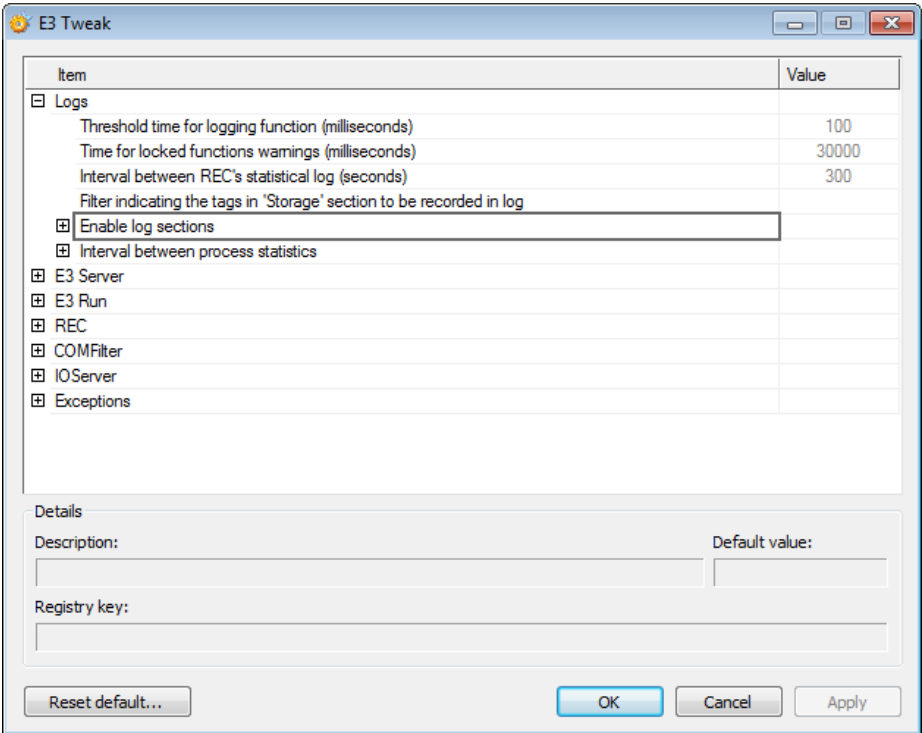 E3 Tweak
Item Value
Logs
Threshold time for logging function (milliseconds) 100
Time for locked functions warnings (milliseconds) 30000
Interval between REC's statistical log (seconds) 300
Filter indicating the tags in 'Storage' section to be recorded in log
Enable log sections
Interval between process statistics
E3 Server
E3 Run
REC
COMFilter
IOServer
Exceptions
Details
Description: Default value:
Registry key:
Reset default... OK Cancel Apply